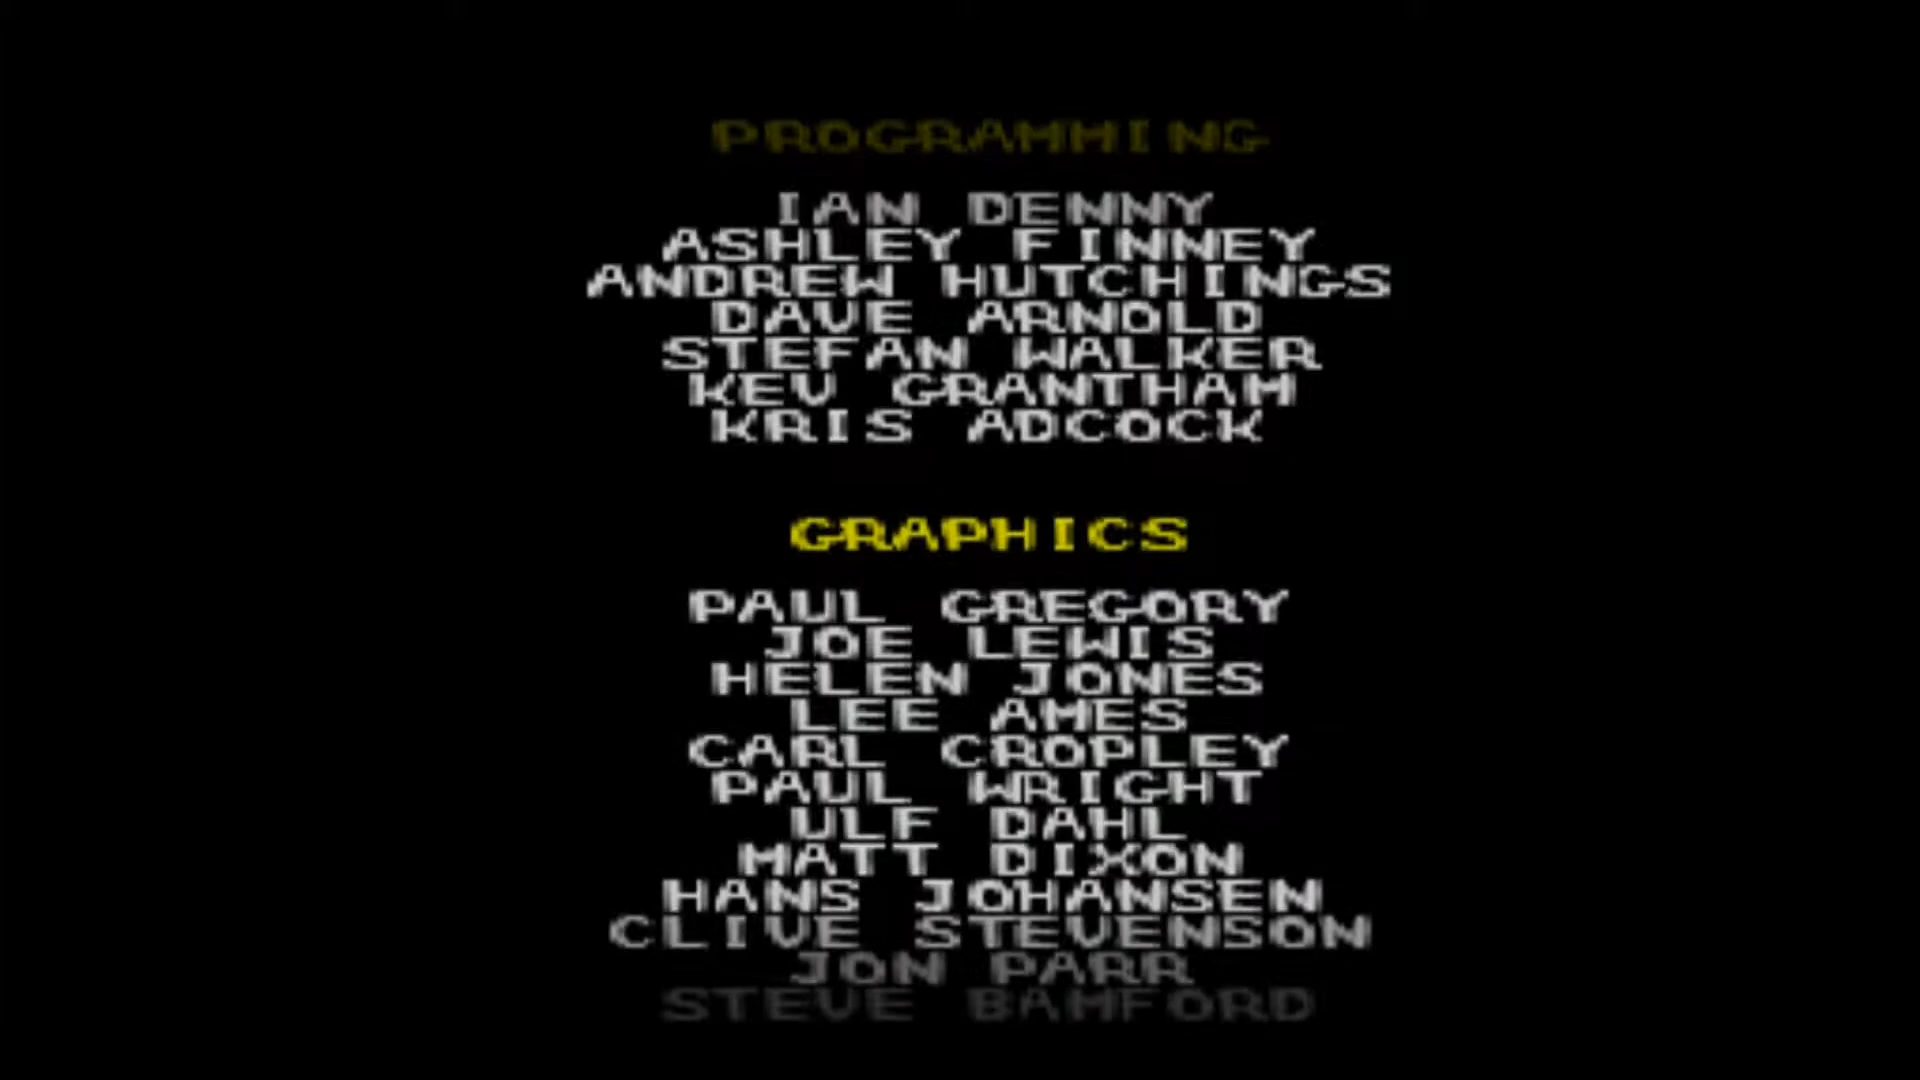 PROGRAMMING
IAN DENNY
ASHLEY FINNEY
ANDREW HUTCHINGS
DAVE ARNOLD
STEFAN WALKER
KEV GRANTHAM
KRIS ADCOCK
GRAPHICS
PAUL GREGORY
JOE LEWIS
HELEN JONES
LEE AMES
CARL CROPLEY
PAUL WRIGHT
ULF DAHL
MATT DIXON
HANS JOHANSEN
CLIVE STEVENSON
JON PARR
STEVE BAMFORD